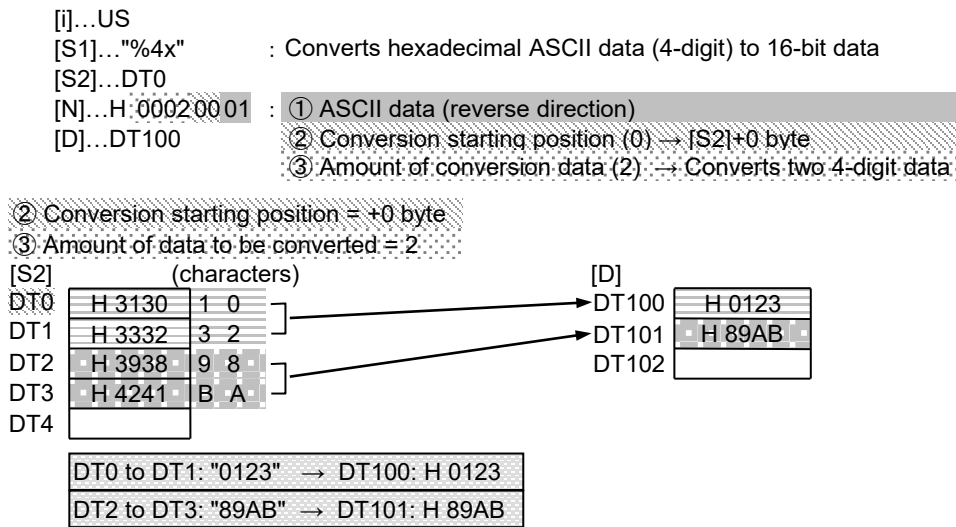 [i]…US
[S1]…"%4x" : Converts hexadecimal ASCII data (4-digit) to 16-bit data
[S2]…DT0
[N]…H 0002 00 01 : ① ASCII data (reverse direction)
[D]…DT100 ② Conversion starting position (0) → [S2]+0 byte
③ Amount of conversion data (2) → Converts two 4-digit data
② Conversion starting position = +0 byte
③ Amount of data to be converted = 2
[S2] (characters) [D]
DT0 H 3130 1 0 DT100 H 0123
DT1 H 3332 3 2 DT101 H 89AB
DT2 H 3938 9 8 DT102
DT3 H 4241 B A
DT4
DT0 to DT1: "0123" → DT100: H 0123
DT2 to DT3: "89AB" → DT101: H 89AB